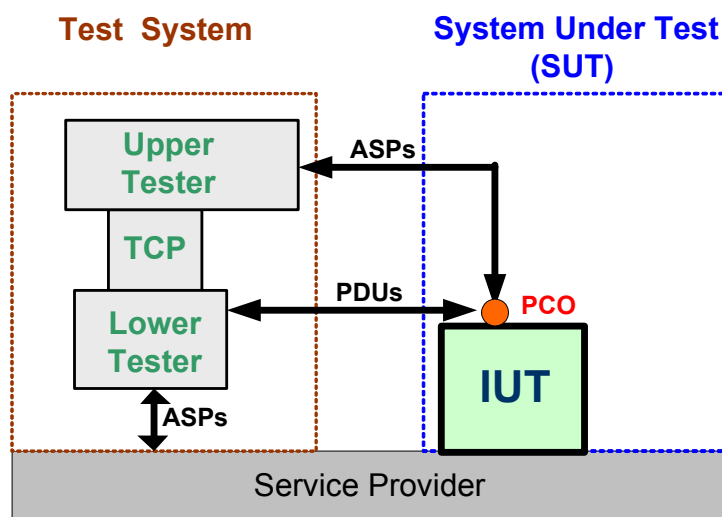 Test System
System Under Test
(SUT)
Upper
Tester
ASPs
TCP
PDUs
PCO
Lower
Tester
IUT
ASPs
Service Provider